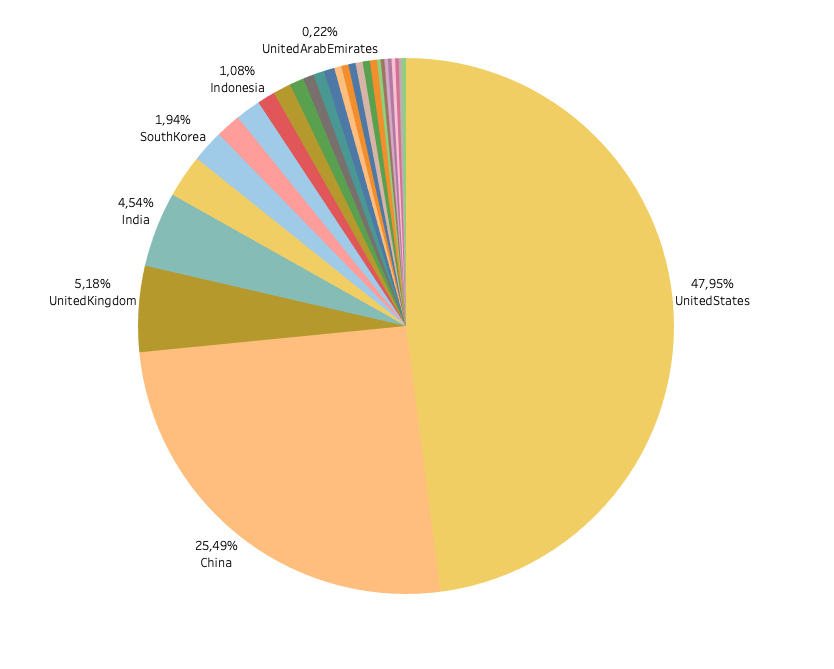 0,22%
UnitedArabEmirates
1,08%
Indonesia
1,94%
SouthKorea
4,54%
India
5,18%
UnitedKingdom
47,95%
UnitedStates
25,49%
China